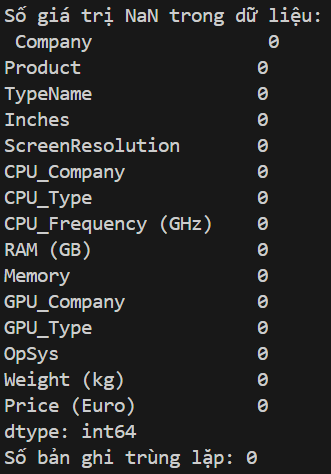 Số giá trị NaN trong dữ liệu:
 Company              0
Product              0
TypeName             0
Inches               0
ScreenResolution     0
CPU_Company          0
CPU_Type             0
CPU_Frequency (GHz)  0
RAM (GB)             0
Memory               0
GPU_Company          0
GPU_Type             0
OpSys                0
Weight (kg)          0
Price (Euro)         0
dtype: int64
Số bản ghi trùng lặp: 0